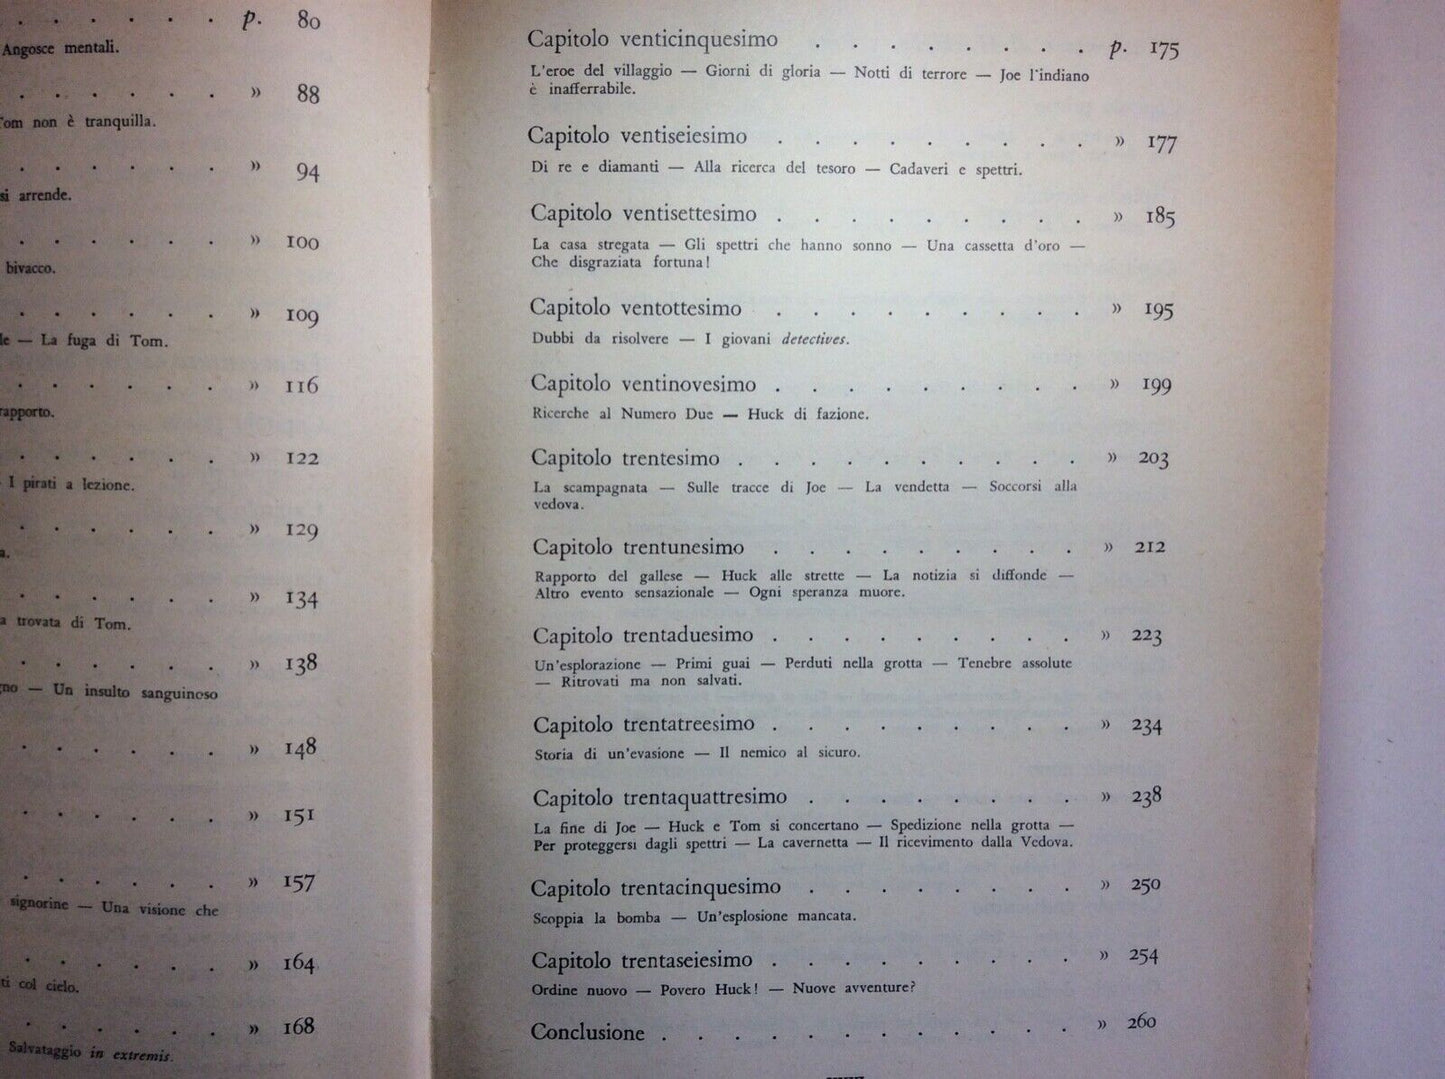 . . . . . . p. 80
Angosce mentali.
. . . . . . » 88
Tom non è tranquilla.
. . . . . . » 94
si arrende.
. . . . . . » 100
bivacco.
. . . . . . » 109
le — La fuga di Tom.
. . . . . . » 116
rapporto.
. . . . . . » 122
I pirati a lezione.
. . . . . . » 129
a.
. . . . . . » 134
a trovata di Tom.
. . . . . . » 138
gno — Un insulto sanguinoso
. . . . . . » 148
. . . . . . » 151
. . . . . . » 157
signorine — Una visione che
. . . . . . » 164
ti col cielo.
. . . . . . » 168
Salvataggio in extremis.
Capitolo venticinquesimo . . . . . . . . p. 175
L'eroe del villaggio — Giorni di gloria — Notti di terrore — Joe l'indiano
è inafferrabile.
Capitolo ventiseiesimo . . . . . . . . . » 177
Di re e diamanti — Alla ricerca del tesoro — Cadaveri e spettri.
Capitolo ventisettesimo . . . . . . . . . » 185
La casa stregata — Gli spettri che hanno sonno — Una cassetta d'oro —
Che disgraziata fortuna!
Capitolo ventottesimo . . . . . . . . . » 195
Dubbi da risolvere — I giovani detectives.
Capitolo ventinovesimo . . . . . . . . . » 199
Ricerche al Numero Due — Huck di fazione.
Capitolo trentesimo . . . . . . . . . . » 203
La scampagnata — Sulle tracce di Joe — La vendetta — Soccorsi alla
vedova.
Capitolo trentunesimo . . . . . . . . . » 212
Rapporto del gallese — Huck alle strette — La notizia si diffonde —
Altro evento sensazionale — Ogni speranza muore.
Capitolo trentaduesimo . . . . . . . . . » 223
Un'esplorazione — Primi guai — Perduti nella grotta — Tenebre assolute
— Ritrovati ma non salvati.
Capitolo trentatreesimo . . . . . . . . . » 234
Storia di un'evasione — Il nemico al sicuro.
Capitolo trentaquattresimo . . . . . . . . » 238
La fine di Joe — Huck e Tom si concertano — Spedizione nella grotta —
Per proteggersi dagli spettri — La cavernetta — Il ricevimento dalla Vedova.
Capitolo trentacinquesimo . . . . . . . . » 250
Scoppia la bomba — Un'esplosione mancata.
Capitolo trentaseiesimo . . . . . . . . . » 254
Ordine nuovo — Povero Huck! — Nuove avventure?
Conclusione . . . . . . . . . . . . » 260